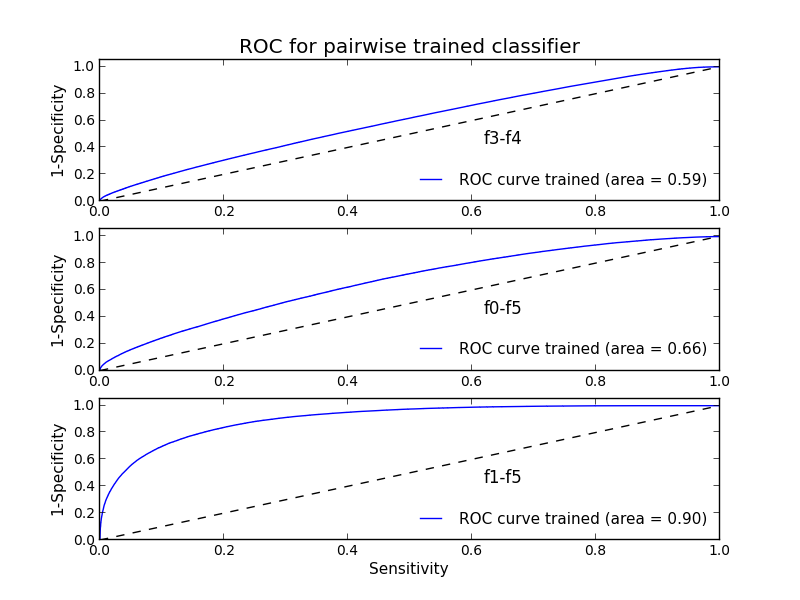 ROC for pairwise trained classifier
1-Specificity
1.0
0.8
0.6
0.4
0.2
0.0
f3-f4
ROC curve trained (area = 0.59)
0.0 0.2 0.4 0.6 0.8 1.0
1-Specificity
1.0
0.8
0.6
0.4
0.2
0.0
f0-f5
ROC curve trained (area = 0.66)
0.0 0.2 0.4 0.6 0.8 1.0
1-Specificity
1.0
0.8
0.6
0.4
0.2
0.0
f1-f5
ROC curve trained (area = 0.90)
0.0 0.2 0.4 0.6 0.8 1.0
Sensitivity